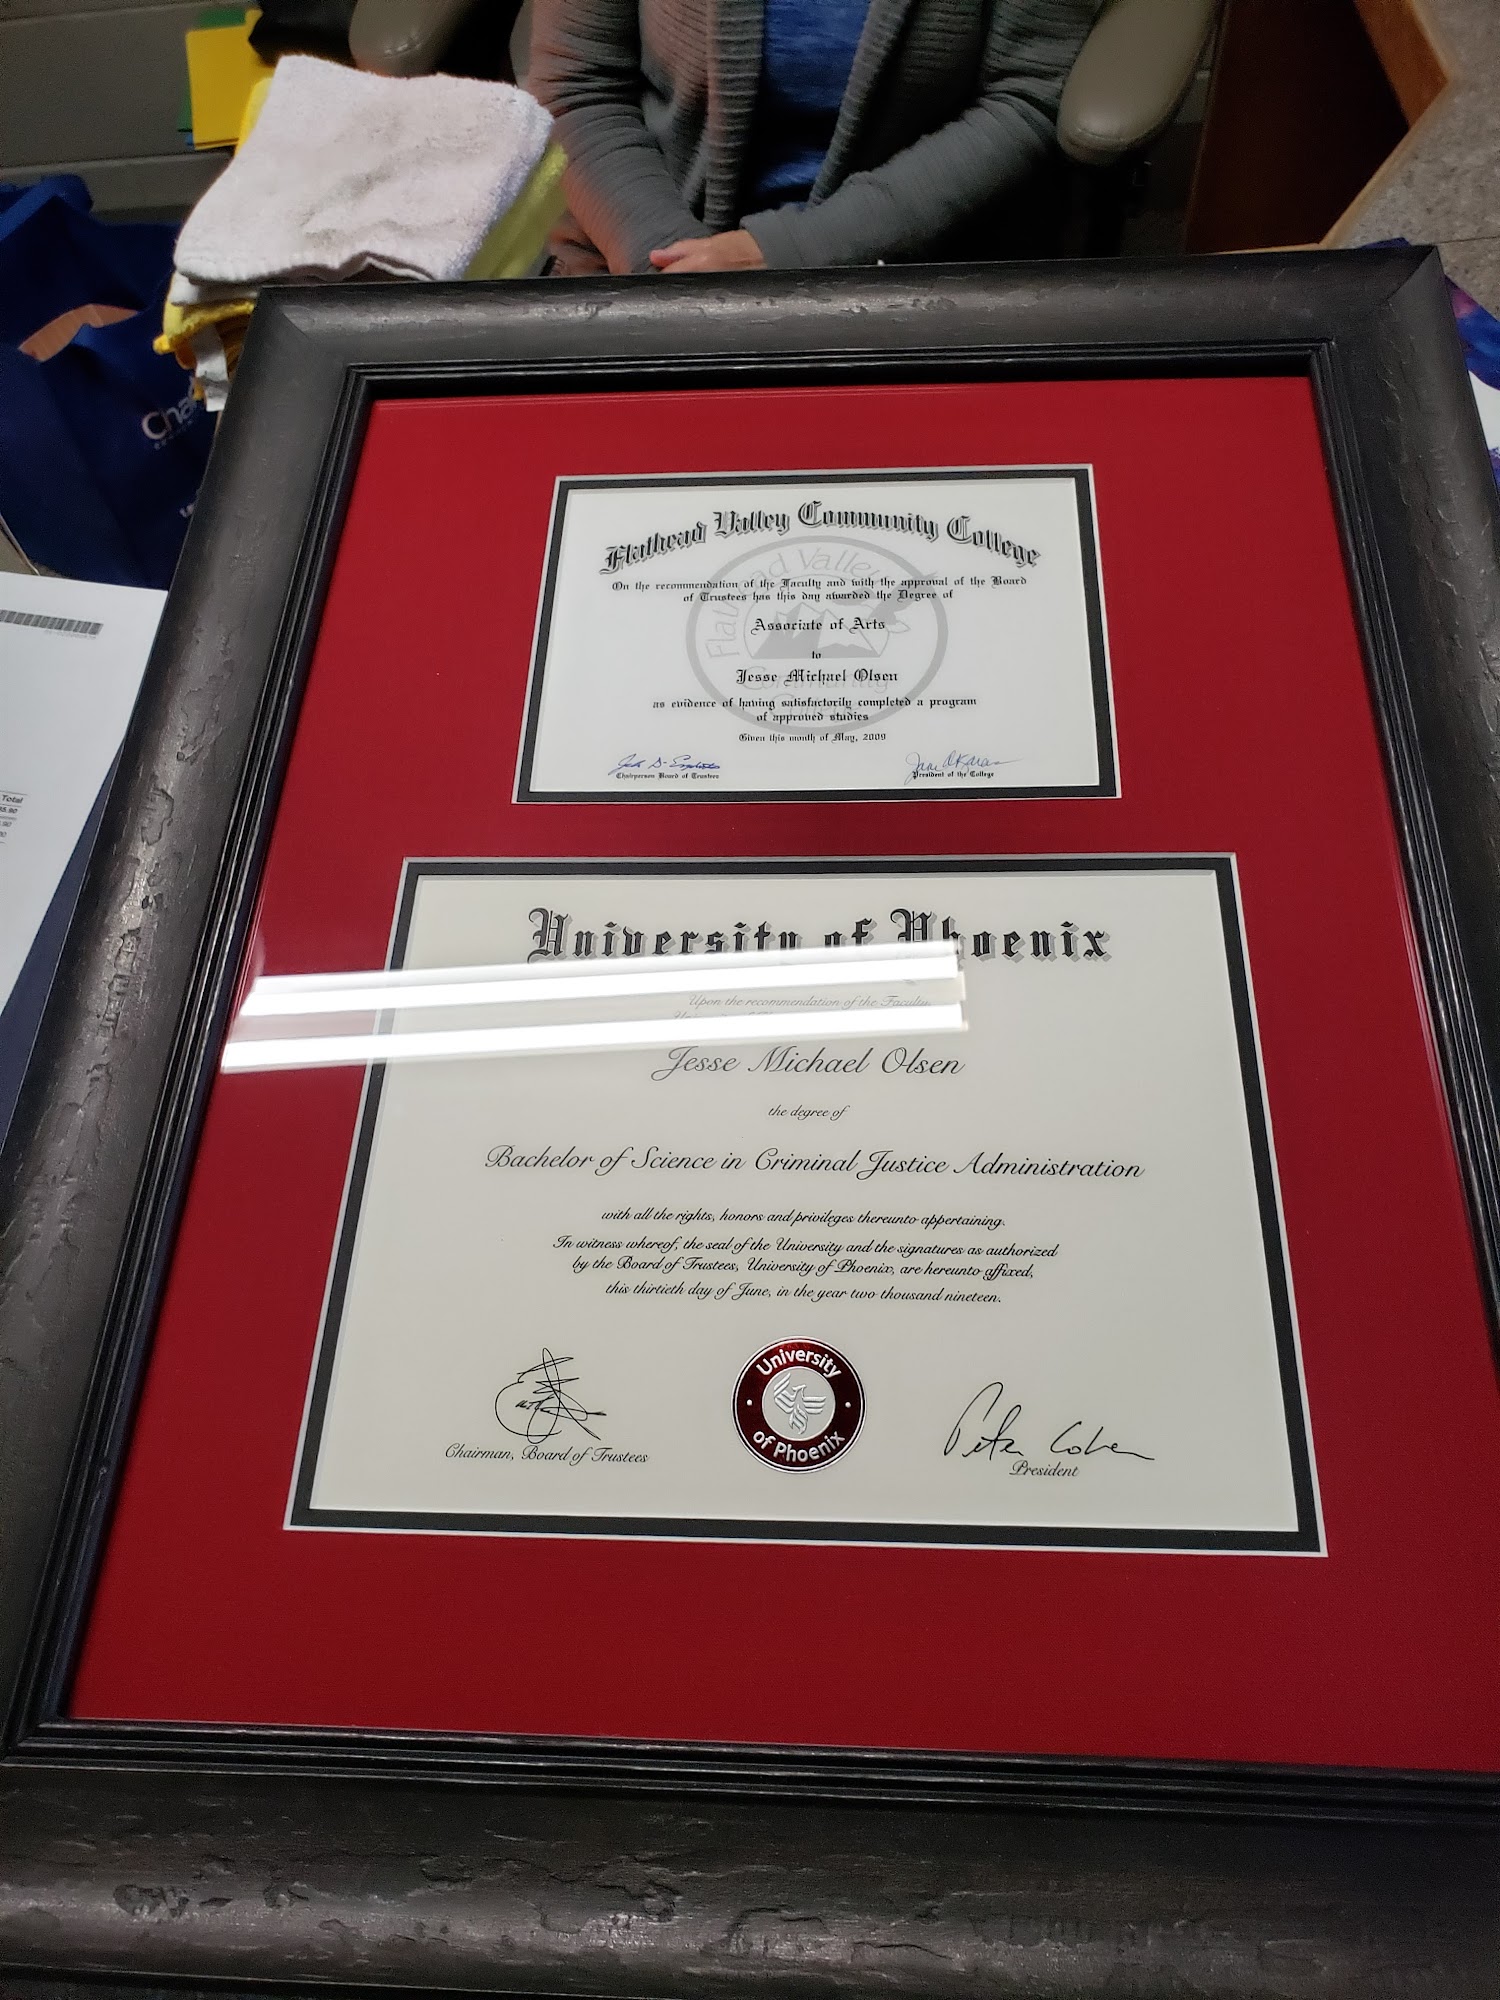 Cha
Total
Flathead Valley Community College
On the recommendation of the Faculty and with the approval of the Board
of Trustees has this day awarded the Degree of
Associate of Arts
to
Jesse Michael Olsen
as evidence of having satisfactorily completed a program
of approved studies
Given this month of May, 2009
Chairperson Board of Trustees
President of the College
University of Phoenix
Upon the recommendation of the Faculty,
Jesse Michael Olsen
the degree of
Bachelor of Science in Criminal Justice Administration
with all the rights, honors and privileges thereunto appertaining.
In witness whereof, the seal of the University and the signatures as authorized
by the Board of Trustees, University of Phoenix, are hereunto affixed,
this thirtieth day of June, in the year two thousand nineteen.
University
of Phoenix
Peter Cohen
Chairman, Board of Trustees
President